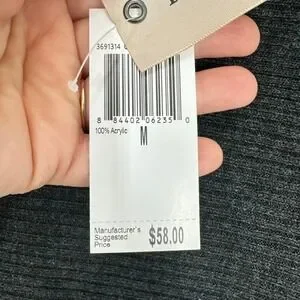 3691314
8 84402 06235 0
100% Acrylic
M
Manufacturer's
Suggested
Price
$58.00